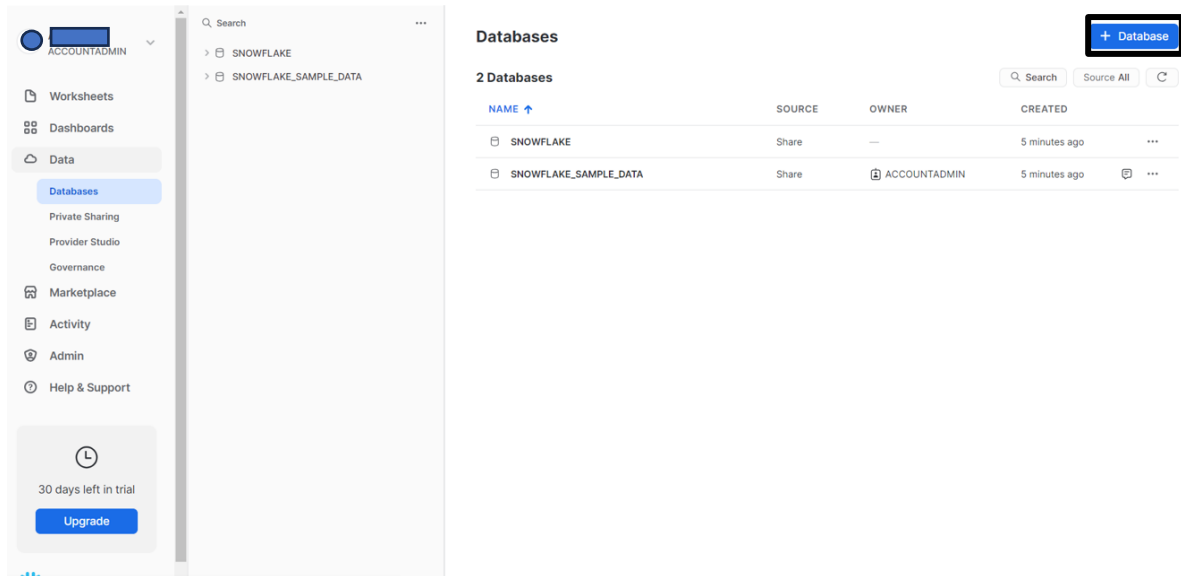 ACCOUNTADMIN
Worksheets
Dashboards
Data
Databases
Private Sharing
Provider Studio
Governance
Marketplace
Activity
Admin
Help & Support
30 days left in trial
Upgrade
Search
SNOWFLAKE
SNOWFLAKE_SAMPLE_DATA
Databases
+ Database
2 Databases
Search
Source All
NAME SOURCE OWNER CREATED
SNOWFLAKE Share — 5 minutes ago
SNOWFLAKE_SAMPLE_DATA Share ACCOUNTADMIN 5 minutes ago